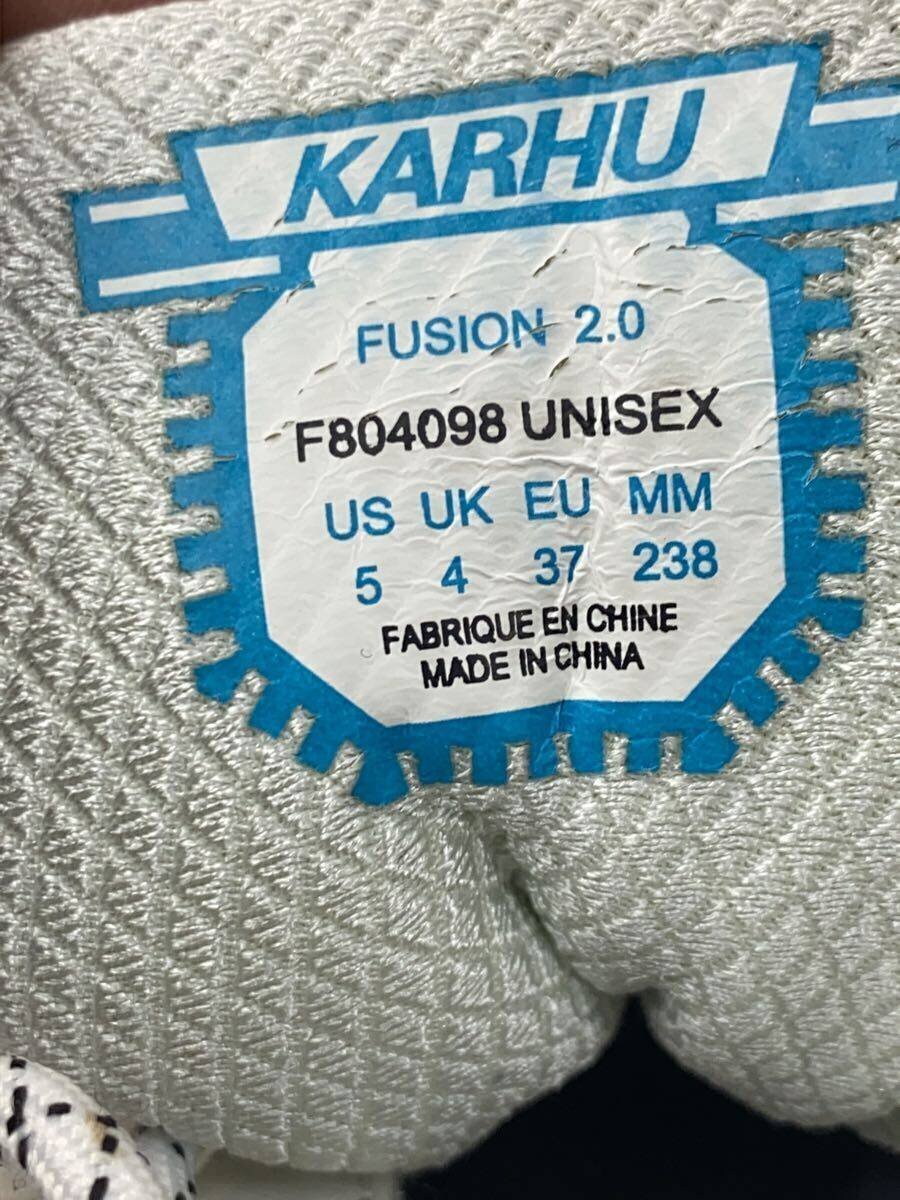 KARHU
FUSION 2.0
F804098 UNISEX
US UK EU MM
5 4 37 238
FABRIQUE EN CHINE
MADE IN CHINA